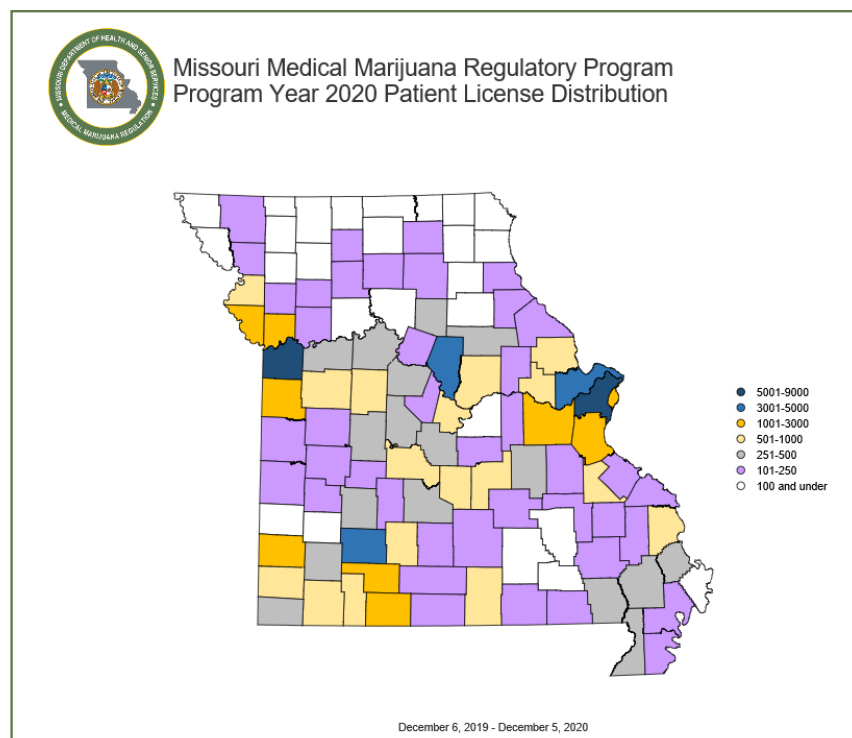 MISSOURI DEPARTMENT OF HEALTH AND SENIOR SERVICES
MEDICAL MARIJUANA REGULATION
Missouri Medical Marijuana Regulatory Program
Program Year 2020 Patient License Distribution
5001-9000
3001-5000
1001-3000
501-1000
251-500
101-250
100 and under
December 6, 2019 - December 5, 2020